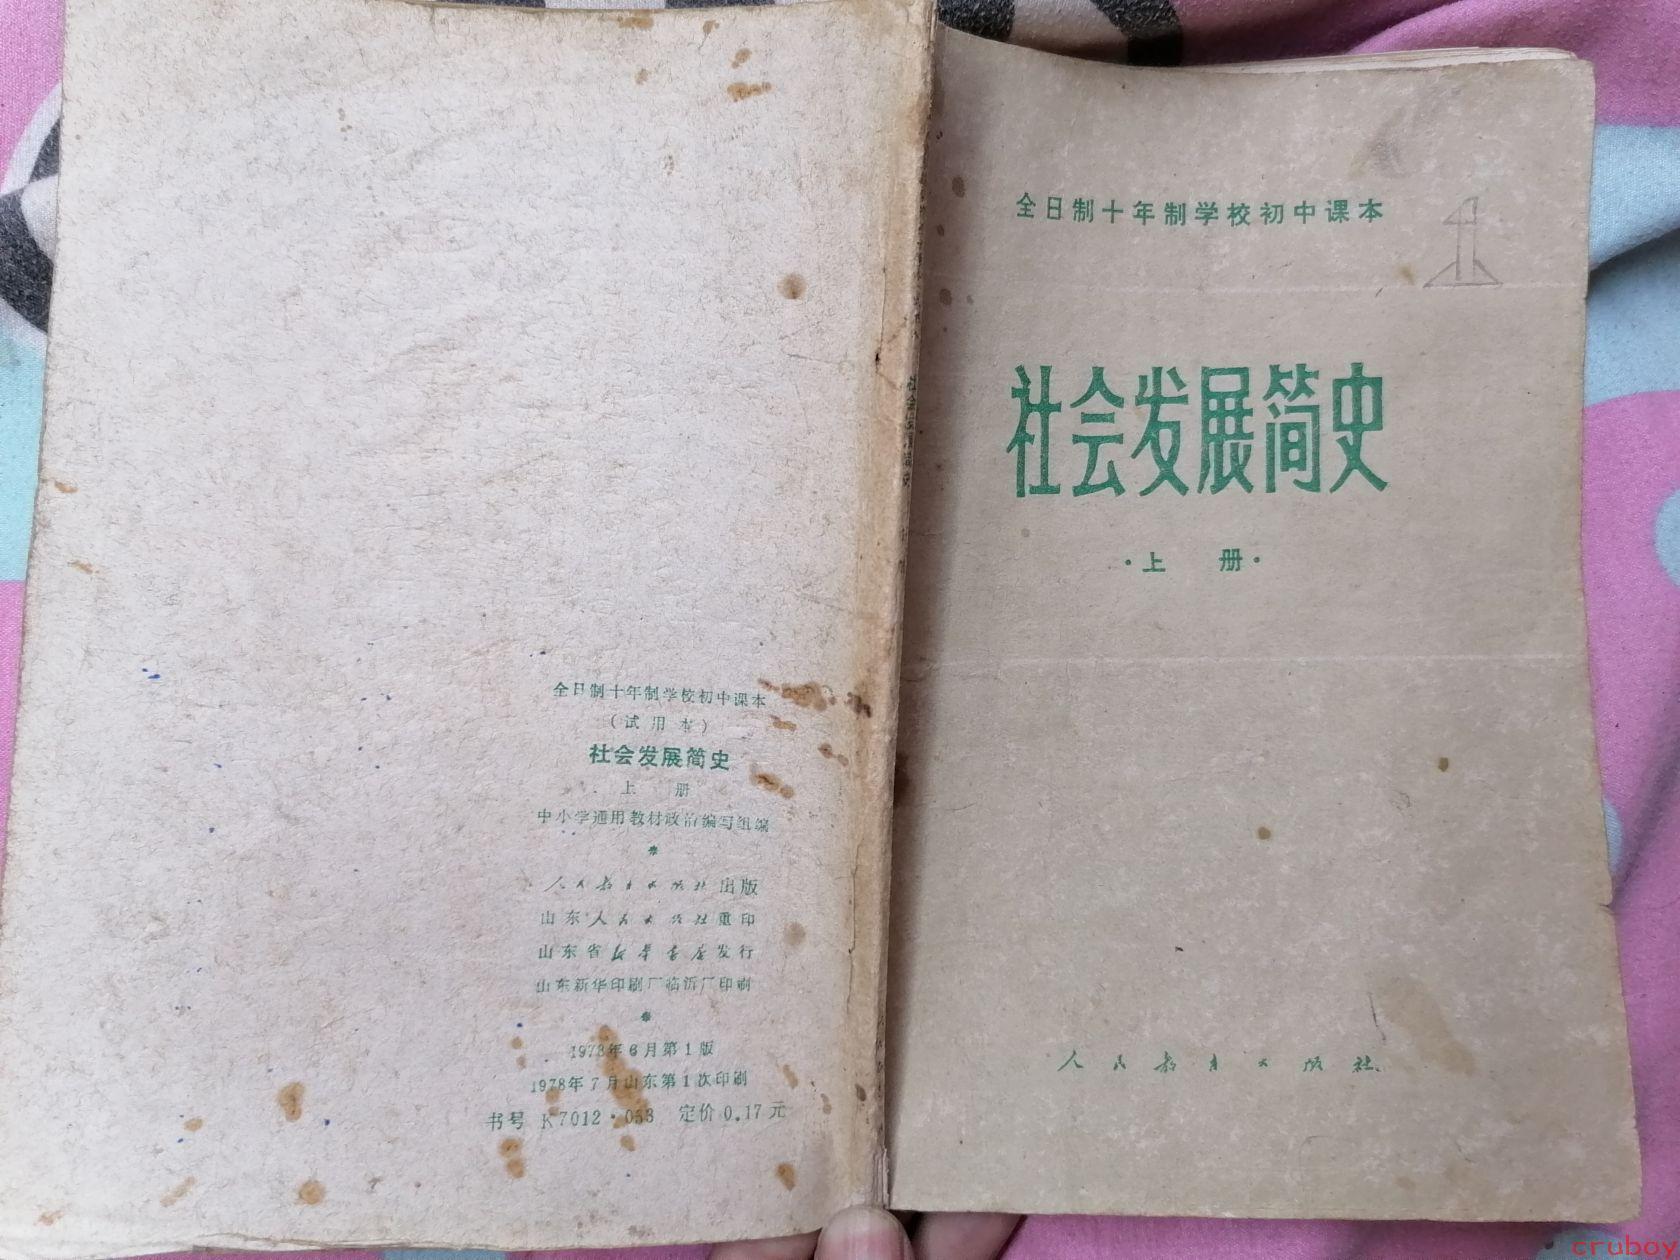 全日制十年制学校初中课本
1
社会发展简史
·上 册·
人民教育出版社
社会发展简史
全日制十年制学校初中课本
(试用本)
社会发展简史
上 册
中小学通用教材政治编写组编
*
人民教育出版社出版
山东人民出版社重印
山东省新华书店发行
山东新华印刷厂临沂厂印刷
*
1978年6月第1版
1978年7月山东第1次印刷
书号 K7012·053 定价0.17元
cruboy